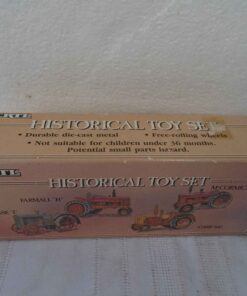 ERTL
HISTORICAL TOY SET
• Durable die-cast metal • Free-rolling wheels
• Not suitable for children under 36 months.
Potential small parts hazard.
HISTORICAL TOY SET
FARMALL "H"